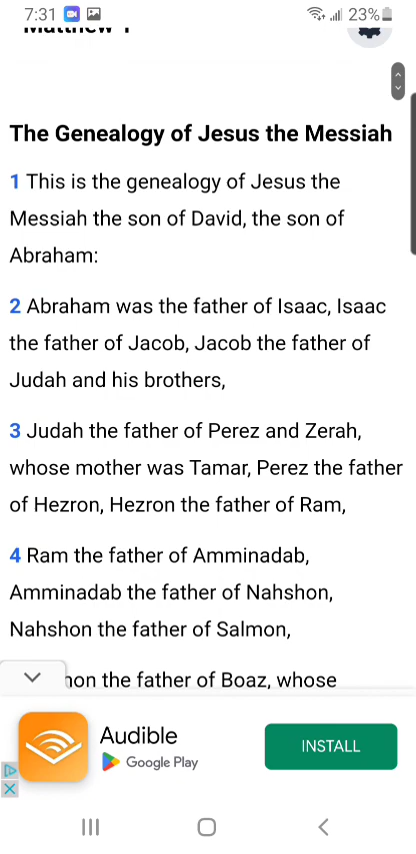 7:31
23%
Matthew 1
The Genealogy of Jesus the Messiah
1 This is the genealogy of Jesus the
Messiah the son of David, the son of
Abraham:
2 Abraham was the father of Isaac, Isaac
the father of Jacob, Jacob the father of
Judah and his brothers,
3 Judah the father of Perez and Zerah,
whose mother was Tamar, Perez the father
of Hezron, Hezron the father of Ram,
4 Ram the father of Amminadab,
Amminadab the father of Nahshon,
Nahshon the father of Salmon,
the father of Boaz, whose
Audible
Google Play
INSTALL